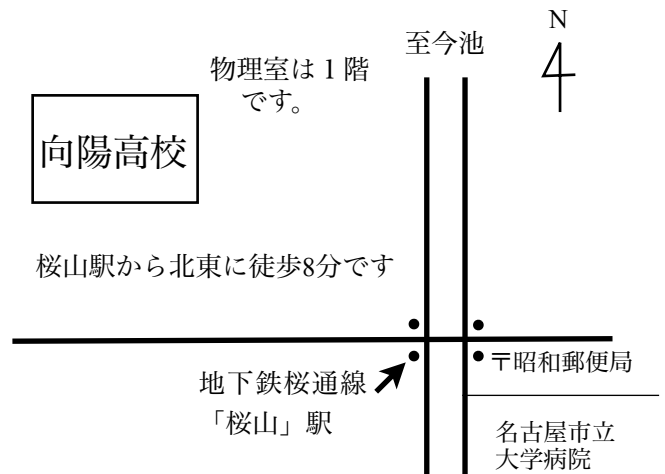 N
至今池
物理室は１階
です。
向陽高校
桜山駅から北東に徒歩8分です
〒昭和郵便局
地下鉄桜通線
「桜山」駅
名古屋市立
大学病院